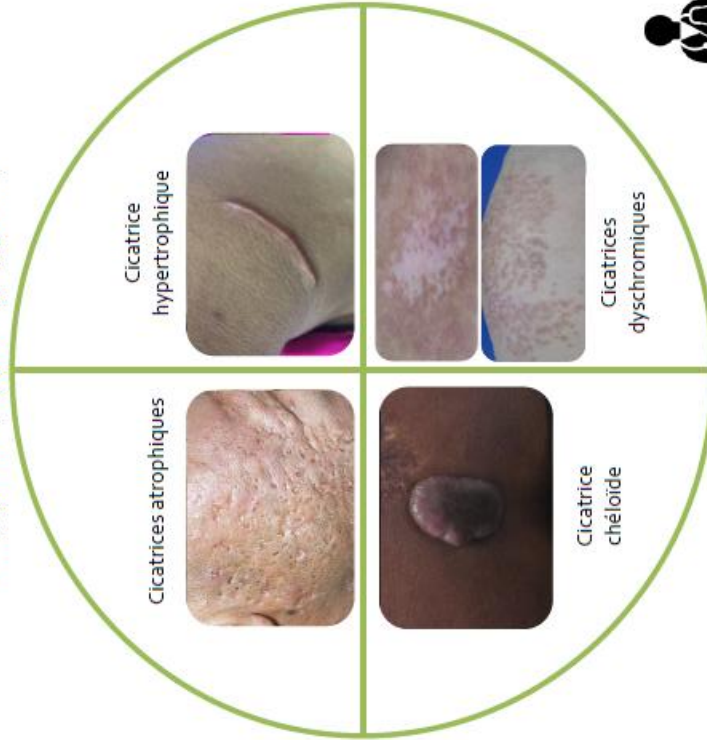 Cicatrices atrophiques
Cicatrice
hypertrophique
Cicatrice
chéloïde
Cicatrices
dyschromiques